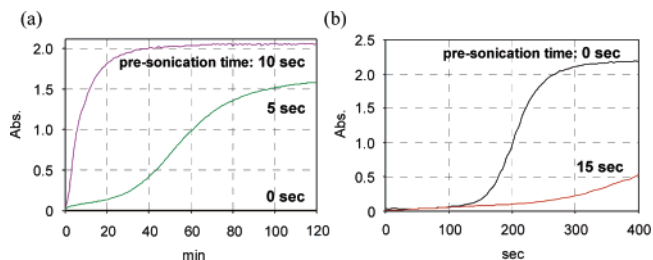 (a)
2.0
1.5
1.0
0.5
0
Abs.
pre-sonication time: 10 sec
5 sec
0 sec
0 20 40 60 80 100 120
min
(b)
2.5
2.0
1.5
1.0
0.5
0
Abs.
pre-sonication time: 0 sec
15 sec
0 100 200 300 400
sec